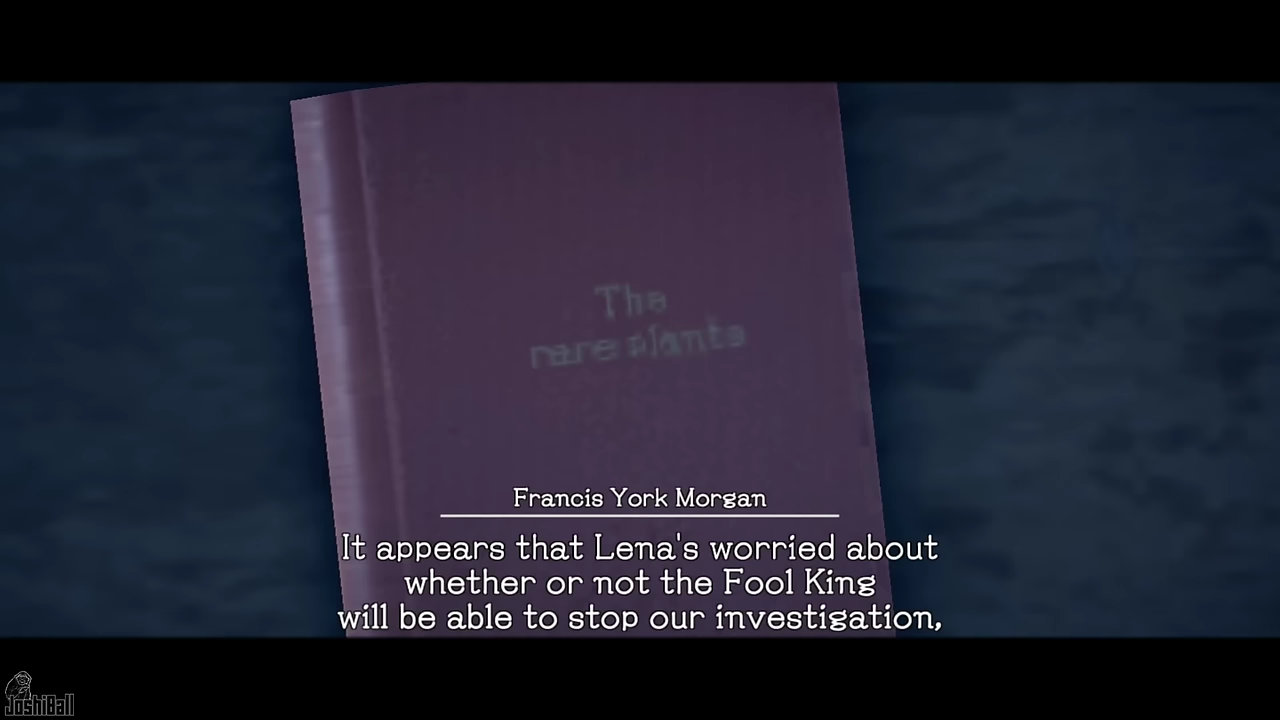 The
rare plants
Francis York Morgan
It appears that Lena's worried about
whether or not the Fool King
will be able to stop our investigation,
JoshiBall